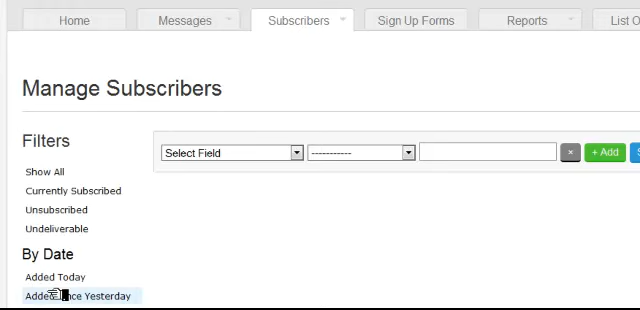 Home Messages Subscribers Sign Up Forms Reports List O
Manage Subscribers
Filters
Select Field ----------- × + Add
Show All
Currently Subscribed
Unsubscribed
Undeliverable
By Date
Added Today
Yesterday